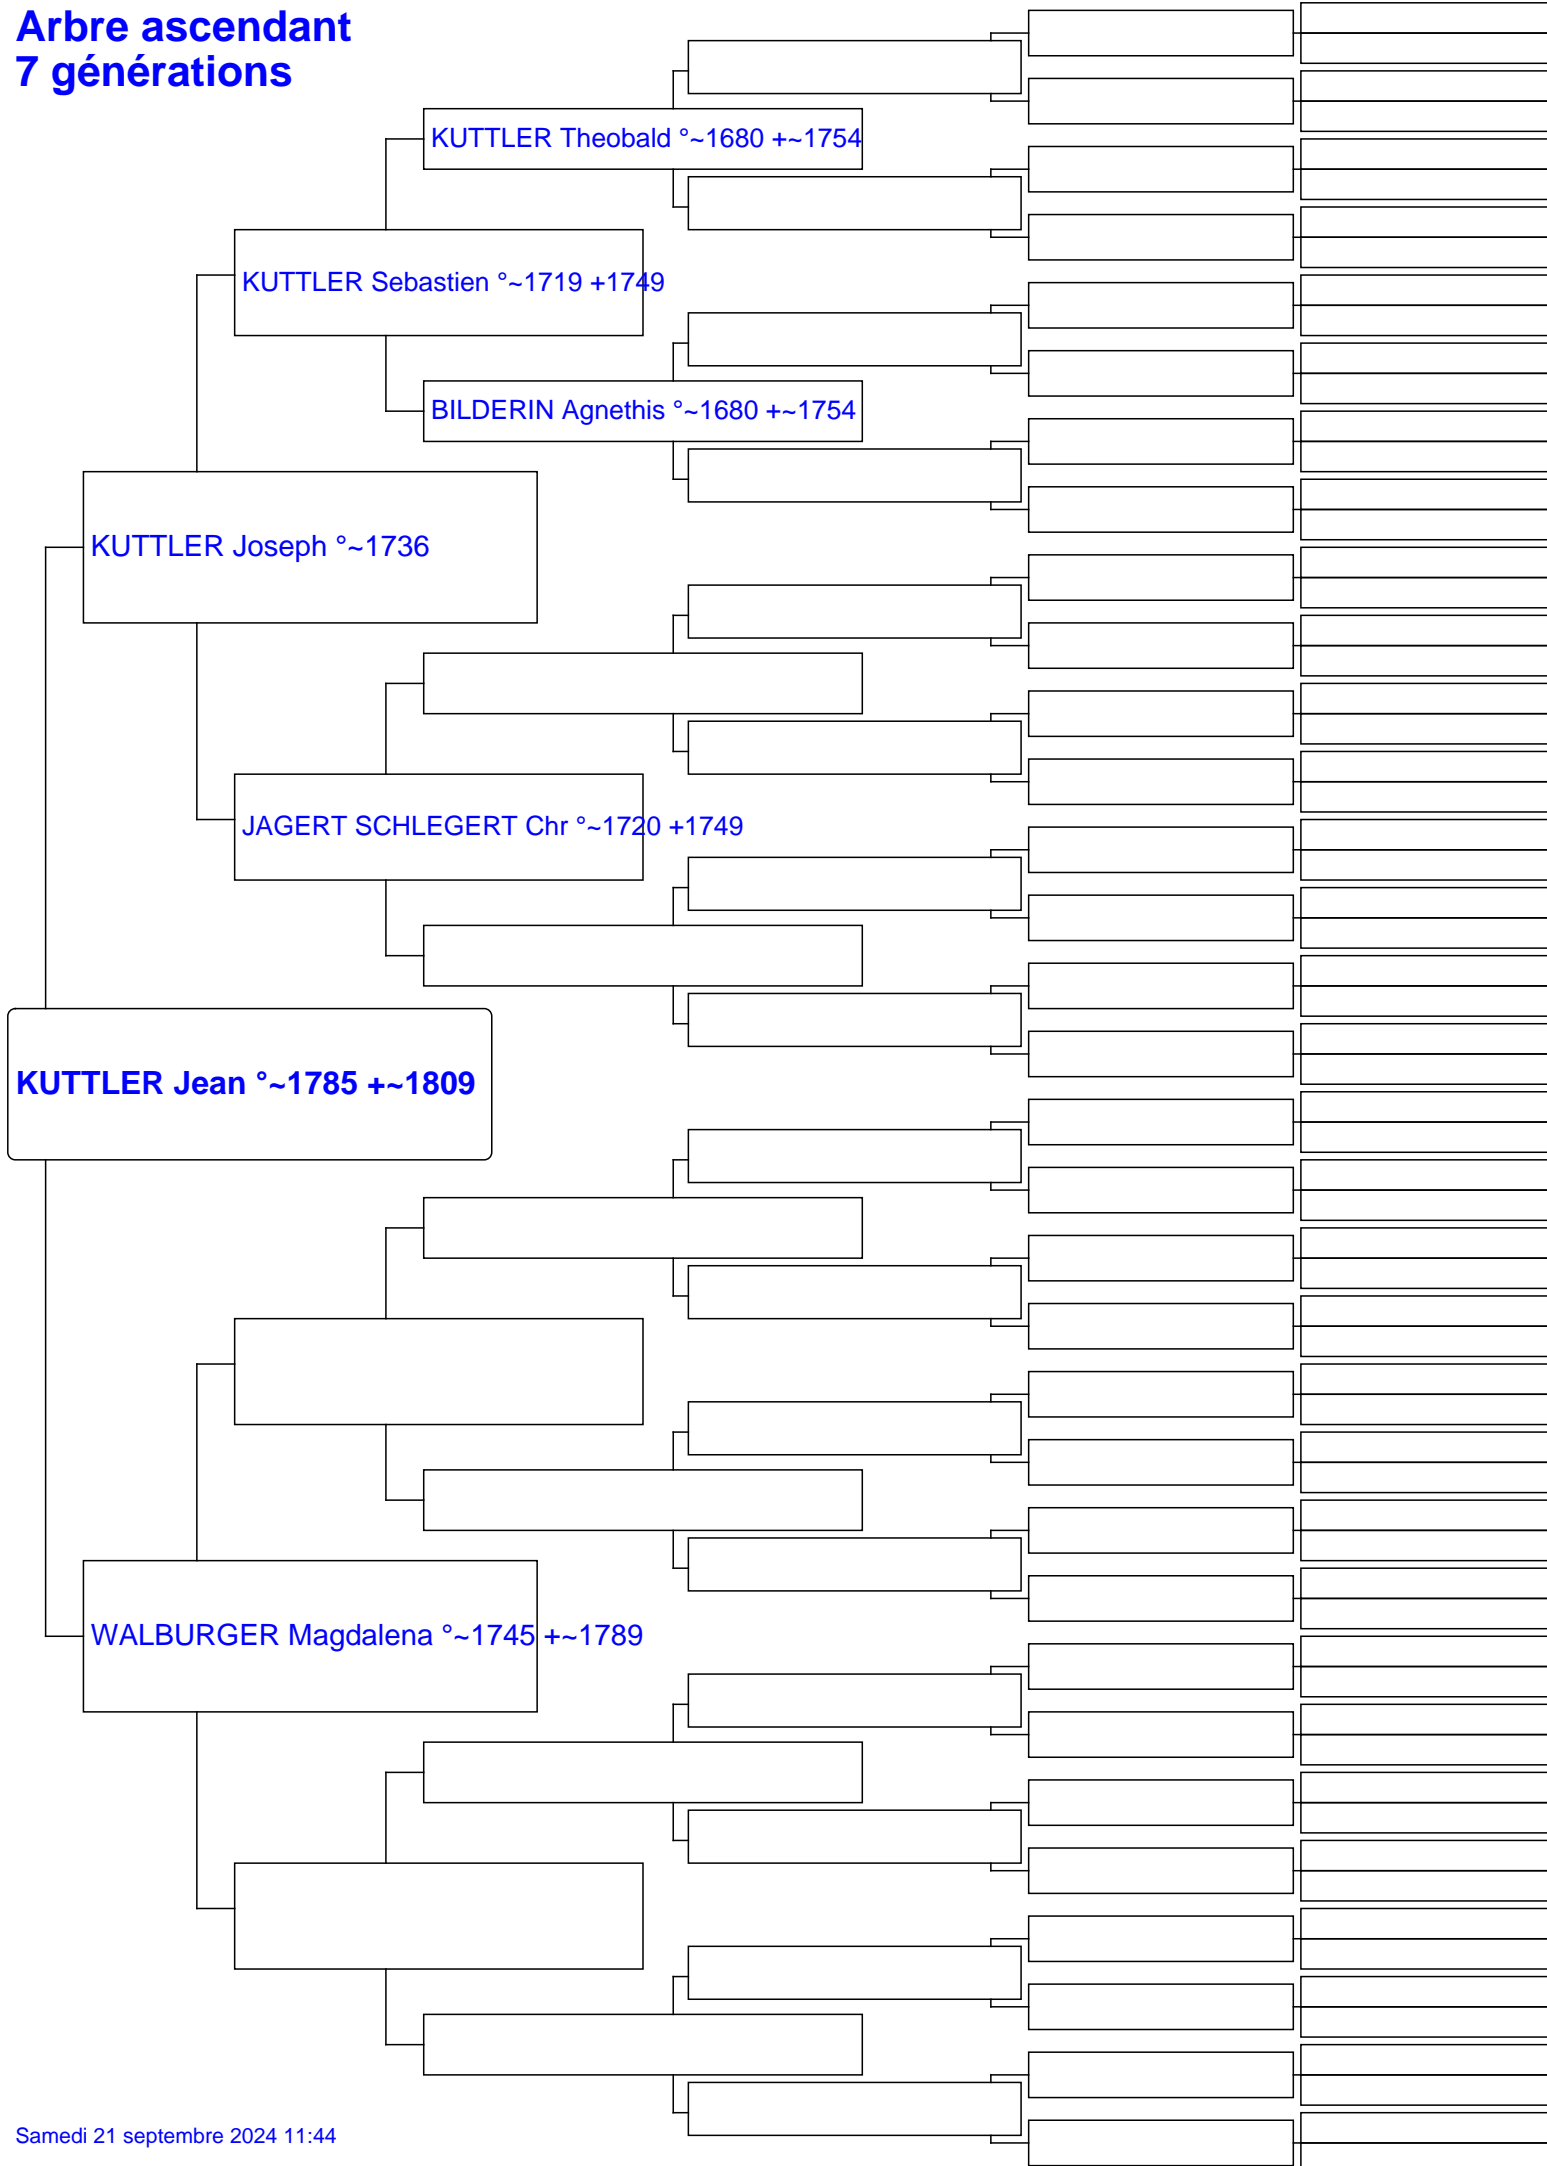 Arbre ascendant
7 générations
KUTTLER Theobald °~1680 +~1754
KUTTLER Sebastien °~1719 +1749
BILDERIN Agnethis °~1680 +~1754
KUTTLER Joseph °~1736
JAGERT SCHLEGERT Chr °~1720 +1749
KUTTLER Jean °~1785 +~1809
WALBURGER Magdalena °~1745 +~1789
Samedi 21 septembre 2024 11:44